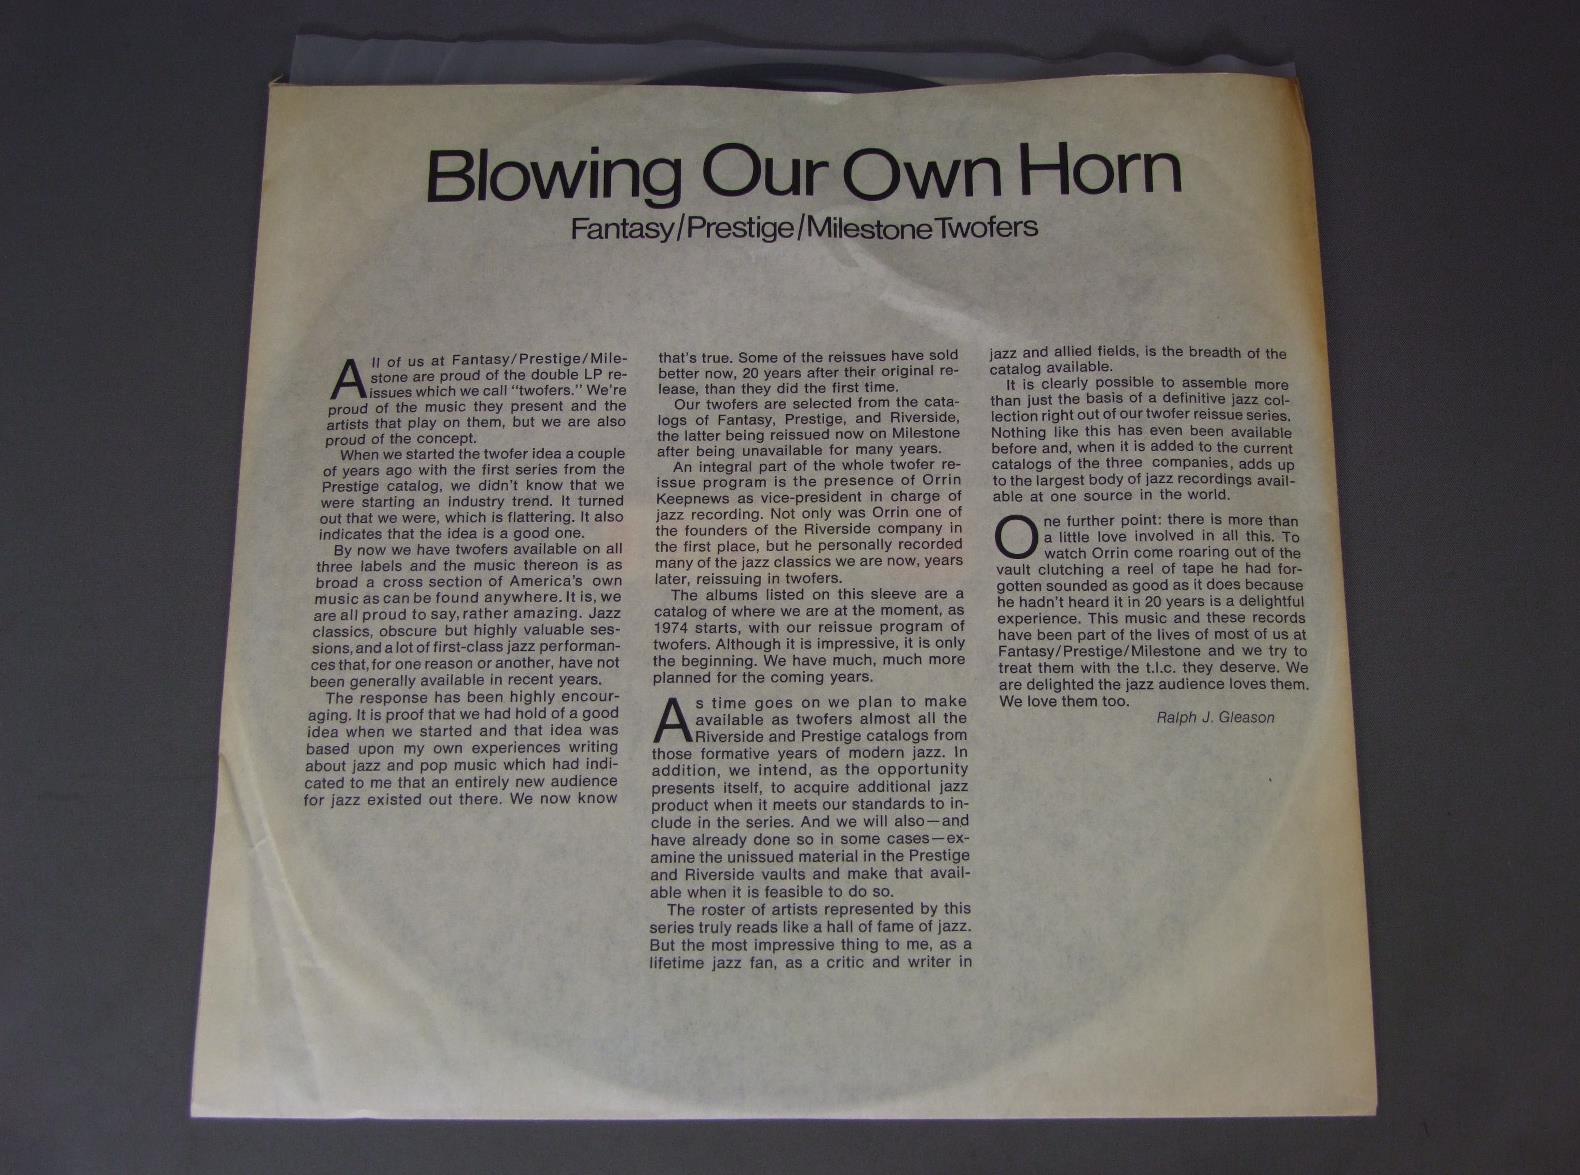 Blowing Our Own Horn
Fantasy/Prestige/Milestone Twofers
All of us at Fantasy/Prestige/Mile-
stone are proud of the double LP re-
issues which we call "twofers." We're
proud of the music they present and the
artists that play on them, but we are also
proud of the concept.
When we started the twofer idea a couple
of years ago with the first series from the
Prestige catalog, we didn't know that we
were starting an industry trend. It turned
out that we were, which is flattering. It also
indicates that the idea is a good one.
By now we have twofers available on all
three labels and the music thereon is as
broad a cross section of America's own
music as can be found anywhere. It is, we
are all proud to say, rather amazing. Jazz
classics, obscure but highly valuable ses-
sions, and a lot of first-class jazz performan-
ces that, for one reason or another, have not
been generally available in recent years.
The response has been highly encour-
aging. It is proof that we had hold of a good
idea when we started and that idea was
based upon my own experiences writing
about jazz and pop music which had indi-
cated to me that an entirely new audience
for jazz existed out there. We now know
that's true. Some of the reissues have sold
better now, 20 years after their original re-
lease, than they did the first time.
Our twofers are selected from the cata-
logs of Fantasy, Prestige, and Riverside,
the latter being reissued now on Milestone
after being unavailable for many years.
An integral part of the whole twofer re-
issue program is the presence of Orrin
Keepnews as vice-president in charge of
jazz recording. Not only was Orrin one of
the founders of the Riverside company in
the first place, but he personally recorded
many of the jazz classics we are now, years
later, reissuing in twofers.
The albums listed on this sleeve are a
catalog of where we are at the moment, as
1974 starts, with our reissue program of
twofers. Although it is impressive, it is only
the beginning. We have much, much more
planned for the coming years.
As time goes on we plan to make
available as twofers almost all the
Riverside and Prestige catalogs from
those formative years of modern jazz. In
addition, we intend, as the opportunity
presents itself, to acquire additional jazz
product when it meets our standards to in-
clude in the series. And we will also—and
have already done so in some cases—ex-
amine the unissued material in the Prestige
and Riverside vaults and make that avail-
able when it is feasible to do so.
The roster of artists represented by this
series truly reads like a hall of fame of jazz.
But the most impressive thing to me, as a
lifetime jazz fan, as a critic and writer in
jazz and allied fields, is the breadth of the
catalog available.
It is clearly possible to assemble more
than just the basis of a definitive jazz col-
lection right out of our twofer reissue series.
Nothing like this has even been available
before and, when it is added to the current
catalogs of the three companies, adds up
to the largest body of jazz recordings avail-
able at one source in the world.
One further point: there is more than
a little love involved in all this. To
watch Orrin come roaring out of the
vault clutching a reel of tape he had for-
gotten sounded as good as it does because
he hadn't heard it in 20 years is a delightful
experience. This music and these records
have been part of the lives of most of us at
Fantasy/Prestige/Milestone and we try to
treat them with the t.l.c. they deserve. We
are delighted the jazz audience loves them.
We love them too.
Ralph J. Gleason